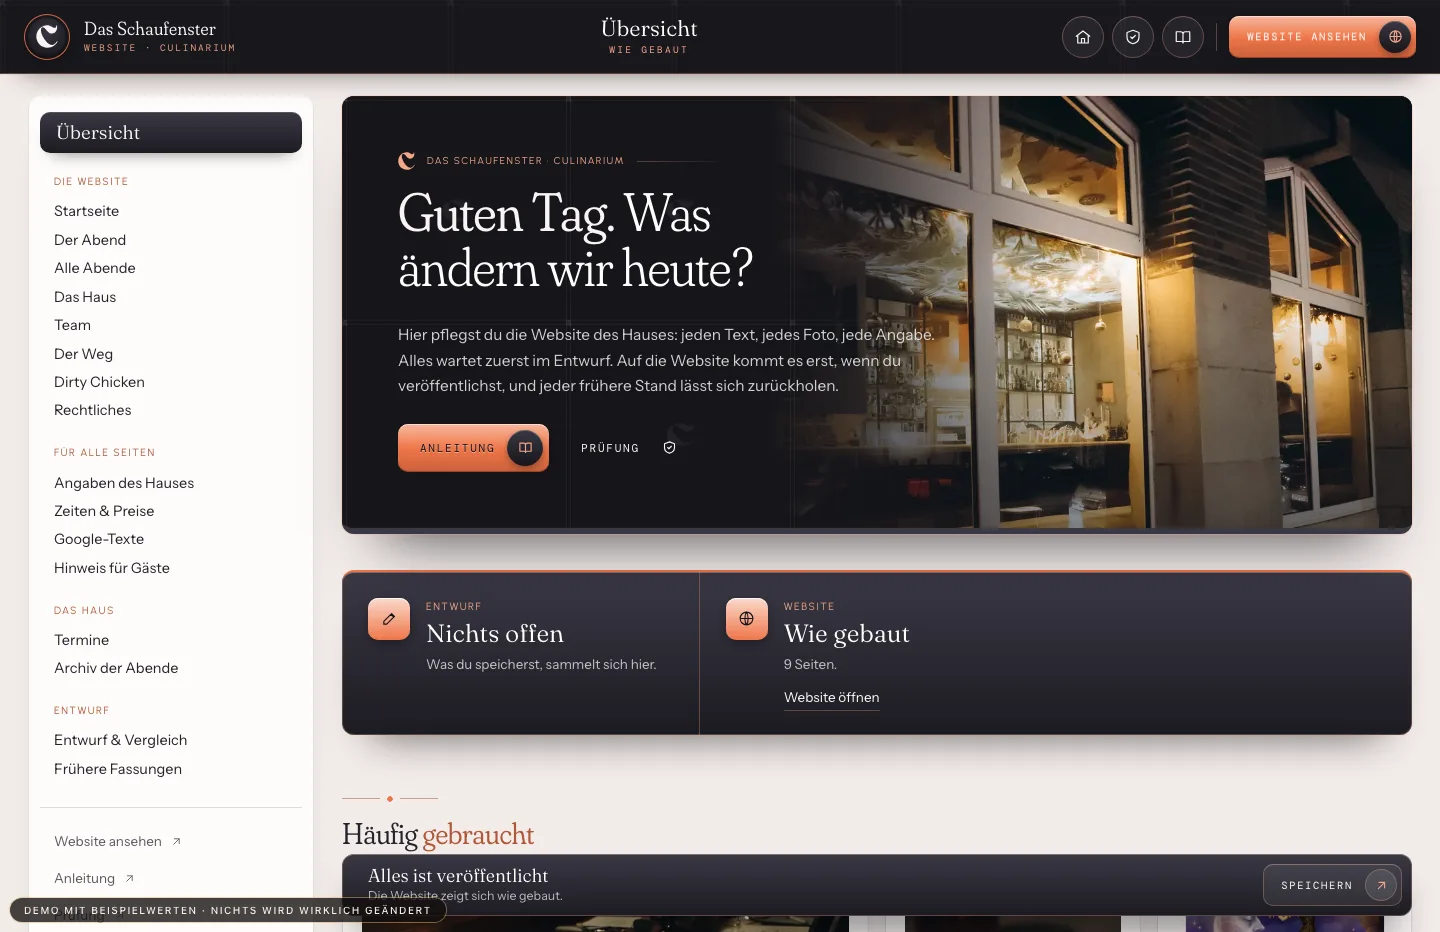 Das Schaufenster
WEBSITE · CULINARIUM
Übersicht
WIE GEBAUT
WEBSITE ANSEHEN
Übersicht
DIE WEBSITE
Startseite
Der Abend
Alle Abende
Das Haus
Team
Der Weg
Dirty Chicken
Rechtliches
FÜR ALLE SEITEN
Angaben des Hauses
Zeiten & Preise
Google-Texte
Hinweis für Gäste
DAS HAUS
Termine
Archiv der Abende
ENTWURF
Entwurf & Vergleich
Frühere Fassungen
Website ansehen
Anleitung
DEMO MIT BEISPIELWERTEN · NICHTS WIRD WIRKLICH GEÄNDERT
DAS SCHAUFENSTER · CULINARIUM
Guten Tag. Was
ändern wir heute?
Hier pflegst du die Website des Hauses: jeden Text, jedes Foto, jede Angabe.
Alles wartet zuerst im Entwurf. Auf die Website kommt es erst, wenn du
veröffentlichst, und jeder frühere Stand lässt sich zurückholen.
ANLEITUNG
PRÜFUNG
ENTWURF
Nichts offen
Was du speicherst, sammelt sich hier.
WEBSITE
Wie gebaut
9 Seiten.
Website öffnen
Häufig gebraucht
Alles ist veröffentlicht
Die Website zeigt sich wie gebaut.
SPEICHERN